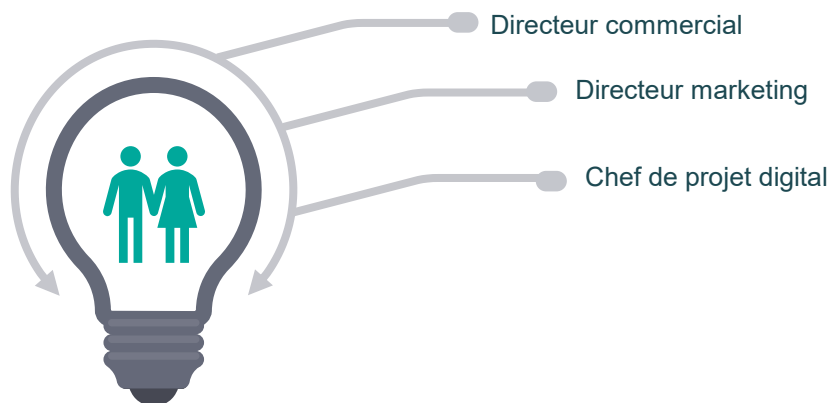 Directeur commercial
Directeur marketing
Chef de projet digital